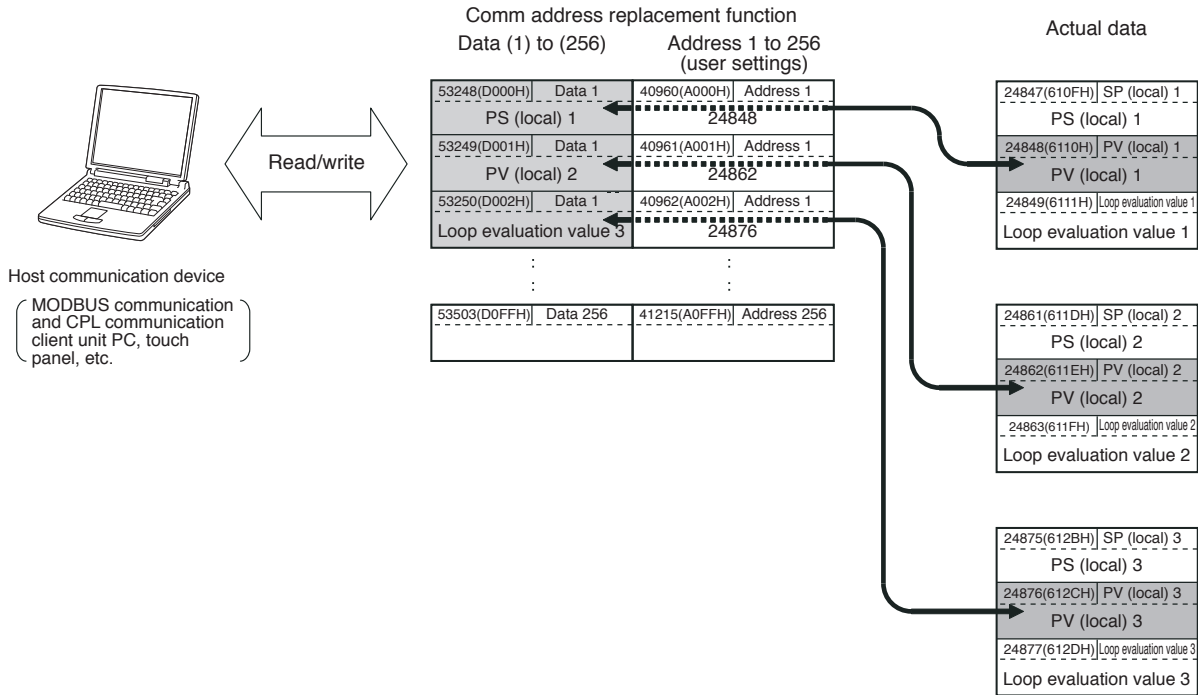 Comm address replacement function
Data (1) to (256)
Address 1 to 256
(user settings)
Actual data
Read/write
Host communication device
MODBUS communication
and CPL communication
client unit PC, touch
panel, etc.
53248(D000H) Data 1 40960(A000H) Address 1
PS (local) 1 24848
53249(D001H) Data 1 40961(A001H) Address 1
PV (local) 2 24862
53250(D002H) Data 1 40962(A002H) Address 1
Loop evaluation value 3 24876
: :
: :
53503(D0FFH) Data 256 41215(A0FFH) Address 256
24847(610FH) SP (local) 1
PS (local) 1
24848(6110H) PV (local) 1
PV (local) 1
24849(6111H) Loop evaluation value 1
Loop evaluation value 1
24861(611DH) SP (local) 2
PS (local) 2
24862(611EH) PV (local) 2
PV (local) 2
24863(611FH) Loop evaluation value 2
Loop evaluation value 2
24875(612BH) SP (local) 3
PS (local) 3
24876(612CH) PV (local) 3
PV (local) 3
24877(612DH) Loop evaluation value 3
Loop evaluation value 3